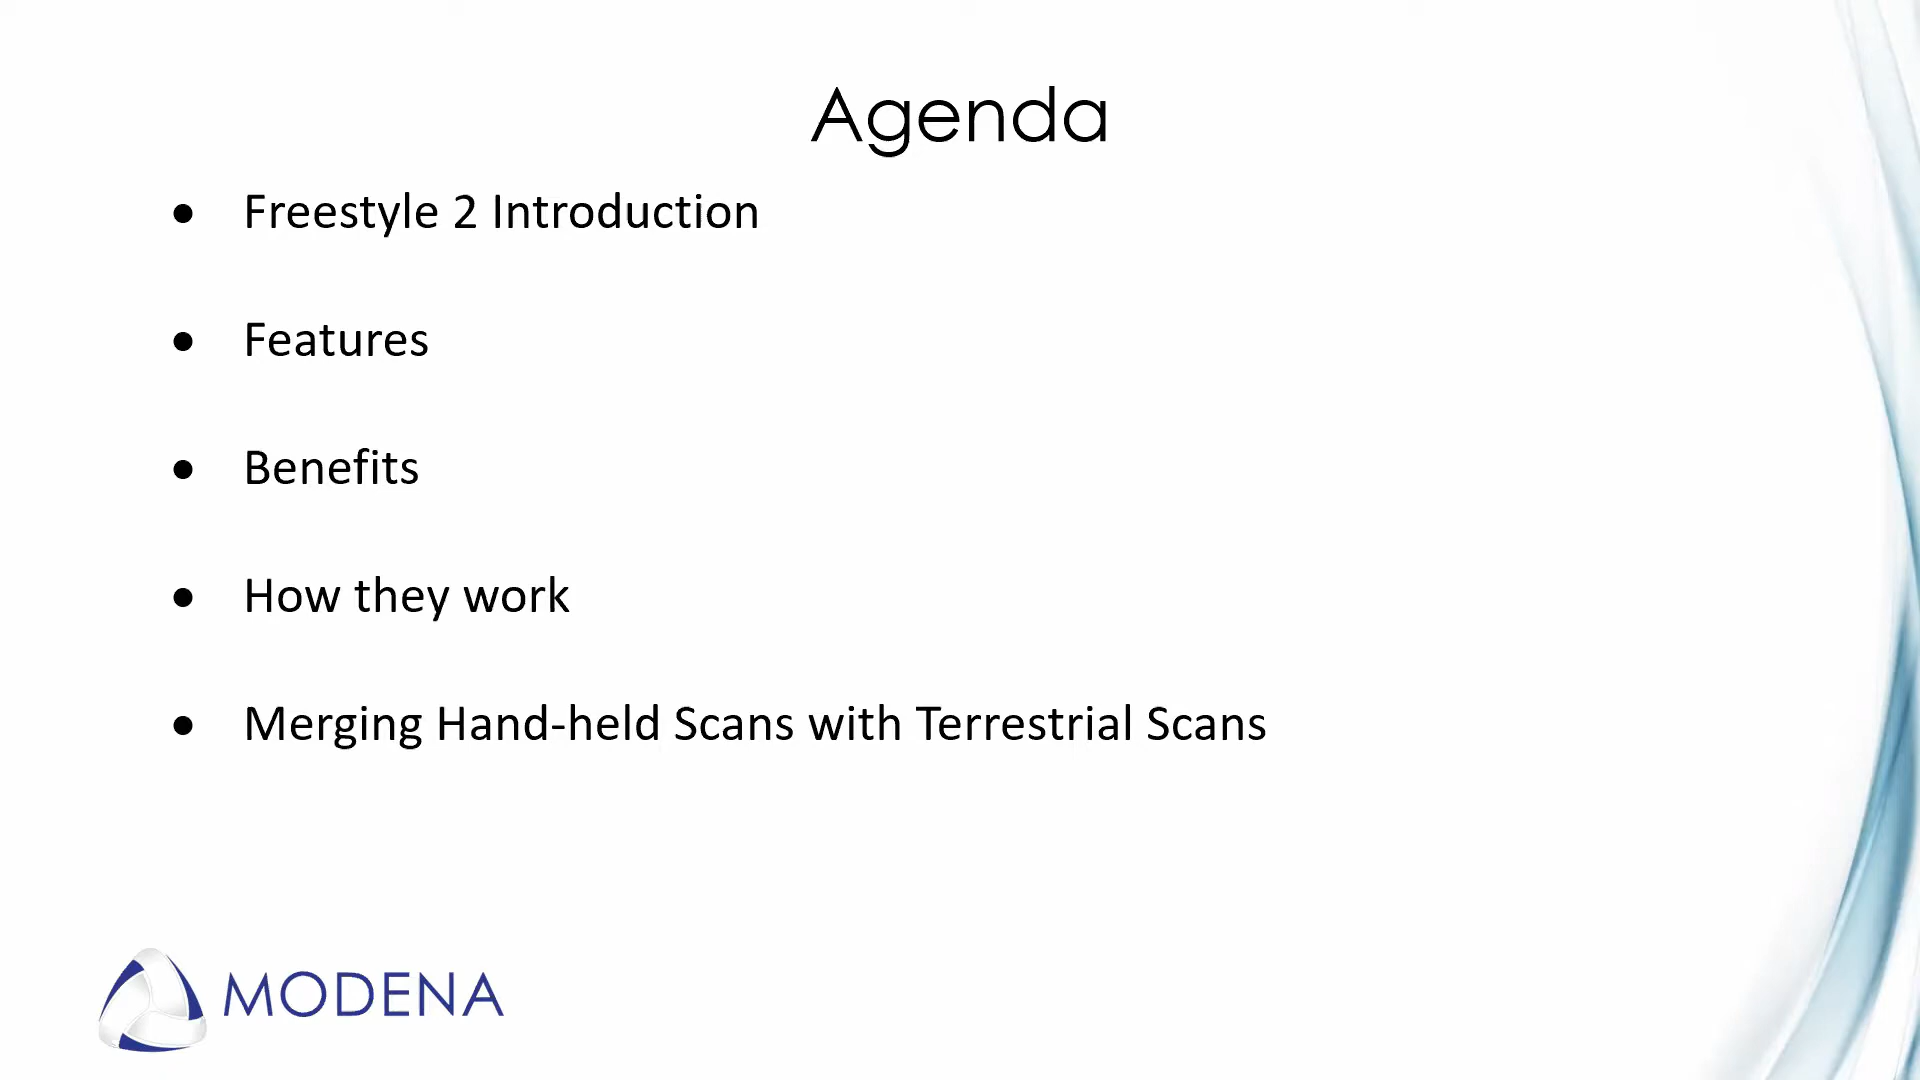 Agenda
● Freestyle 2 Introduction
● Features
● Benefits
● How they work
● Merging Hand-held Scans with Terrestrial Scans
MODENA